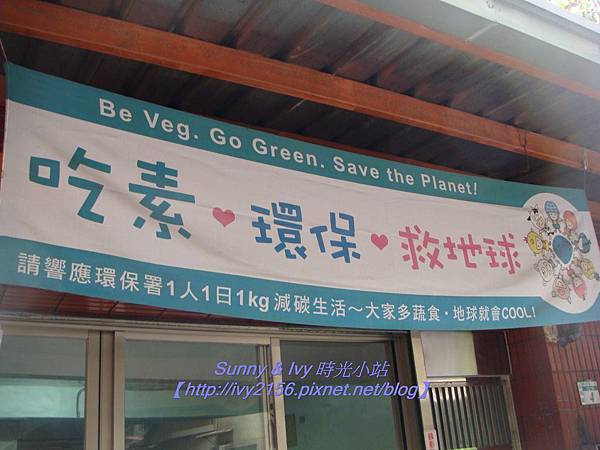 Be Veg. Go Green. Save the Planet!
吃素♥環保♥救地球
請響應環保署1人1日1kg減碳生活～大家多蔬食·地球就會COOL!
Sunny & Ivy 時光小站
【http://ivy2156.pixnet.net/blog】
4